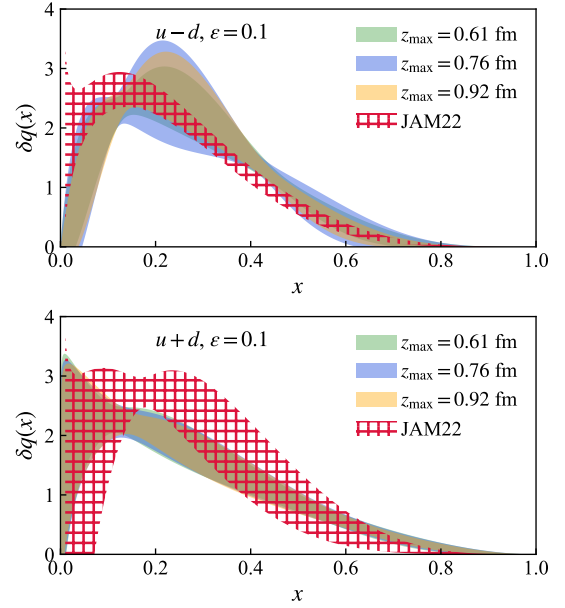 4
3
2
1
0
δq(x)
u−d, ε=0.1
z_max = 0.61 fm
z_max = 0.76 fm
z_max = 0.92 fm
JAM22
0.0 0.2 0.4 0.6 0.8 1.0
x
4
3
2
1
0
δq(x)
u+d, ε=0.1
z_max = 0.61 fm
z_max = 0.76 fm
z_max = 0.92 fm
JAM22
0.0 0.2 0.4 0.6 0.8 1.0
x